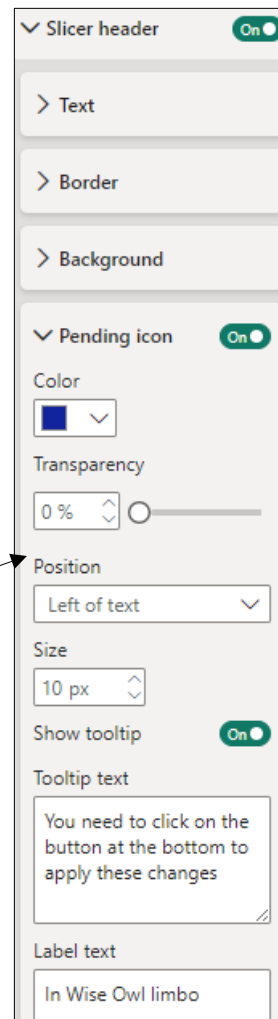 Slicer header On
Text
Border
Background
Pending icon On
Color
Transparency
0 %
Position
Left of text
Size
10 px
Show tooltip On
Tooltip text
You need to click on the
button at the bottom to
apply these changes
Label text
In Wise Owl limbo